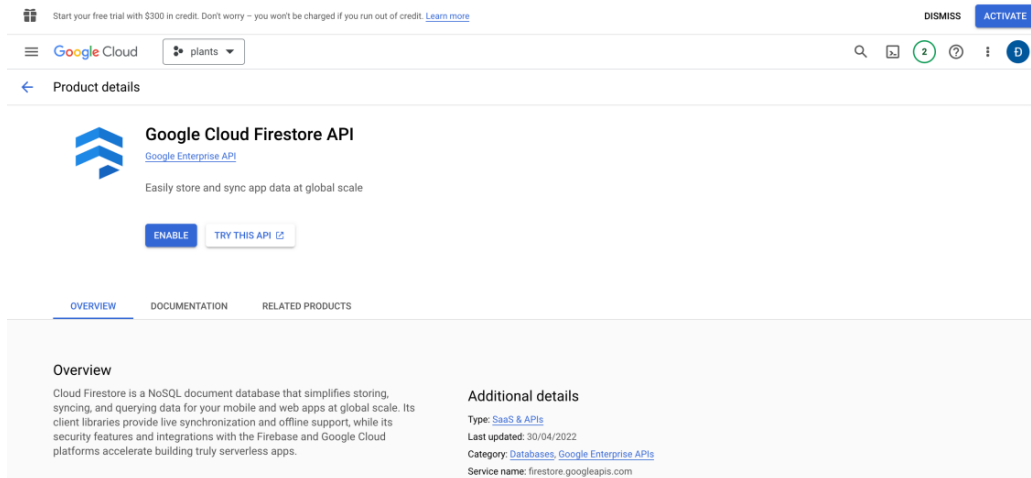 Start your free trial with $300 in credit. Don't worry – you won't be charged if you run out of credit. Learn more
DISMISS
ACTIVATE
Google Cloud
plants
2
Đ
Product details
Google Cloud Firestore API
Google Enterprise API
Easily store and sync app data at global scale
ENABLE
TRY THIS API
OVERVIEW
DOCUMENTATION
RELATED PRODUCTS
Overview
Cloud Firestore is a NoSQL document database that simplifies storing,
syncing, and querying data for your mobile and web apps at global scale. Its
client libraries provide live synchronization and offline support, while its
security features and integrations with the Firebase and Google Cloud
platforms accelerate building truly serverless apps.
Additional details
Type: SaaS & APIs
Last updated: 30/04/2022
Category: Databases, Google Enterprise APIs
Service name: firestore.googleapis.com